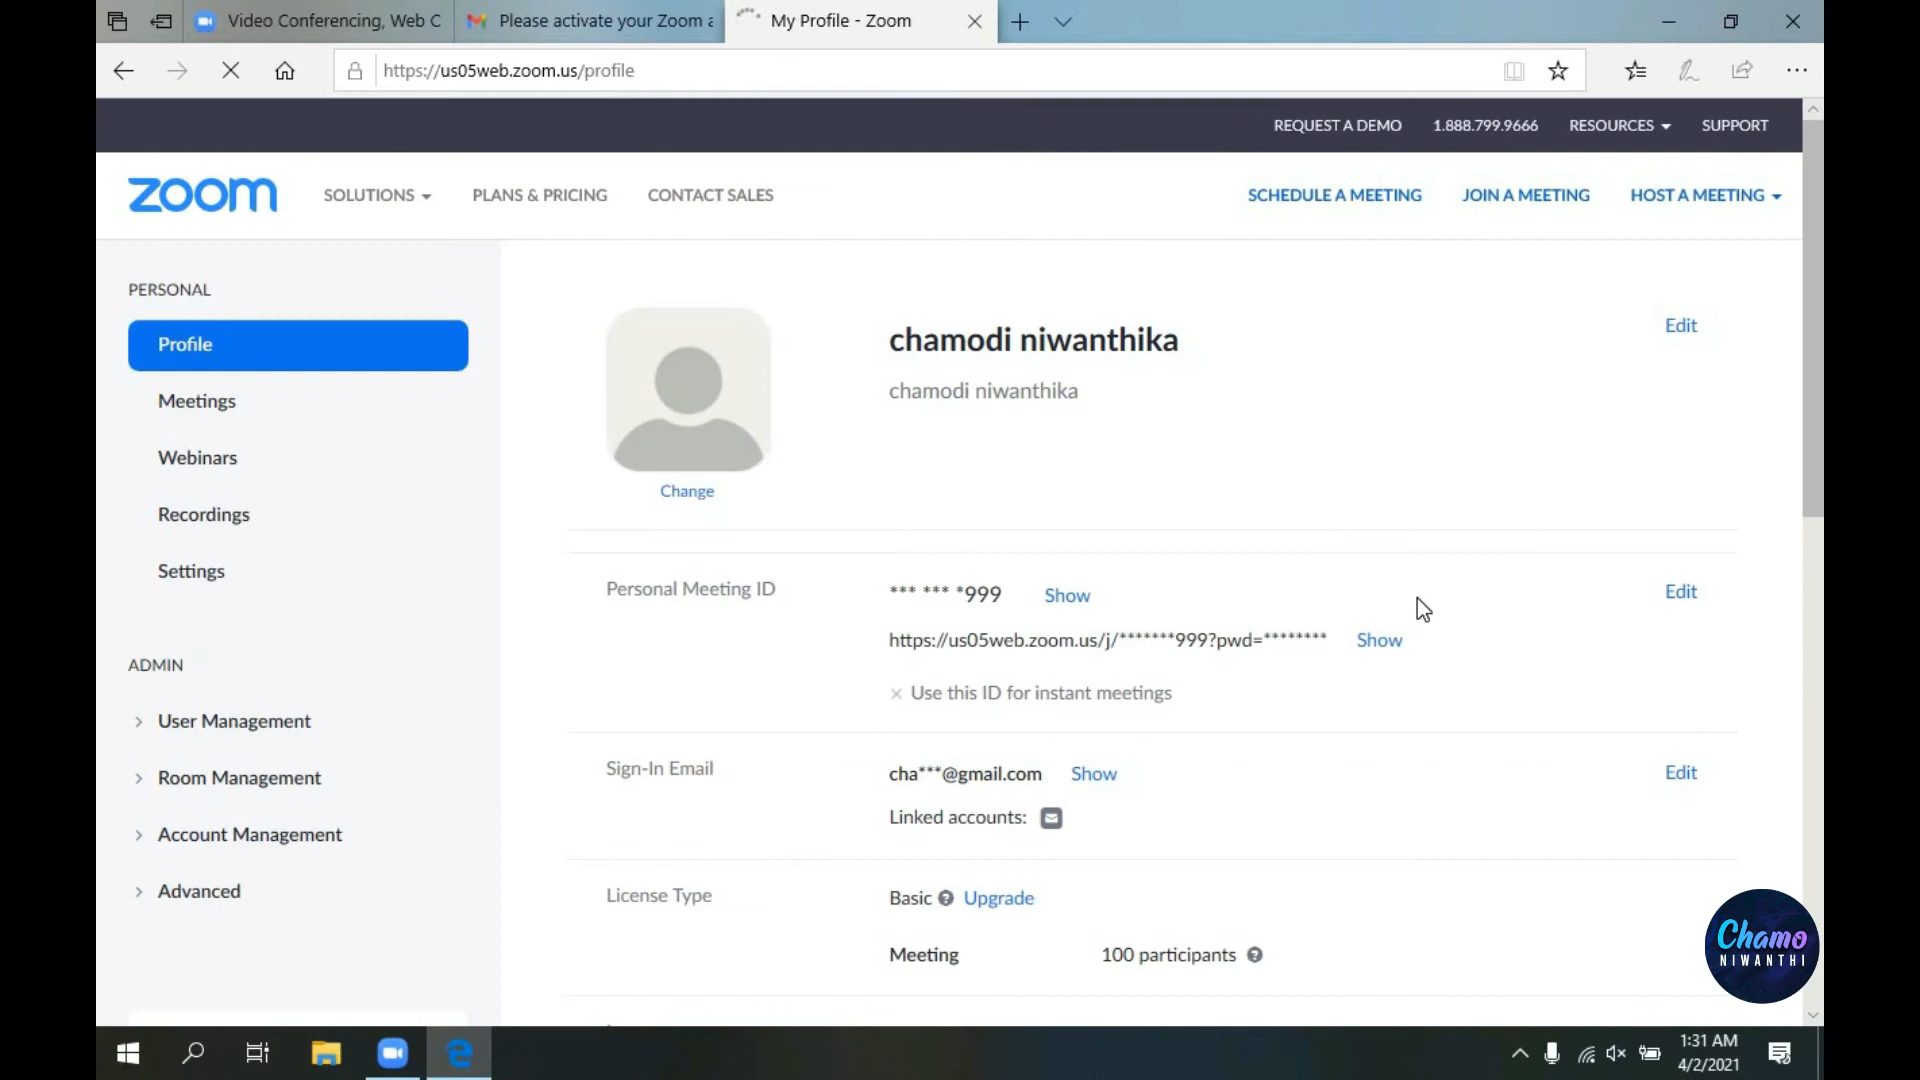 Video Conferencing, Web C
Please activate your Zoom a
My Profile - Zoom
https://us05web.zoom.us/profile
REQUEST A DEMO
1.888.799.9666
RESOURCES
SUPPORT
zoom
SOLUTIONS
PLANS & PRICING
CONTACT SALES
SCHEDULE A MEETING
JOIN A MEETING
HOST A MEETING
PERSONAL
Profile
Meetings
Webinars
Recordings
Settings
ADMIN
User Management
Room Management
Account Management
Advanced
chamodi niwanthika
Edit
chamodi niwanthika
Change
Personal Meeting ID
*** *** *999 Show
Edit
https://us05web.zoom.us/j/*******999?pwd=******** Show
× Use this ID for instant meetings
Sign-In Email
cha***@gmail.com Show
Edit
Linked accounts:
License Type
Basic Upgrade
Meeting 100 participants
Chamo
NIWANTHI
1:31 AM
4/2/2021